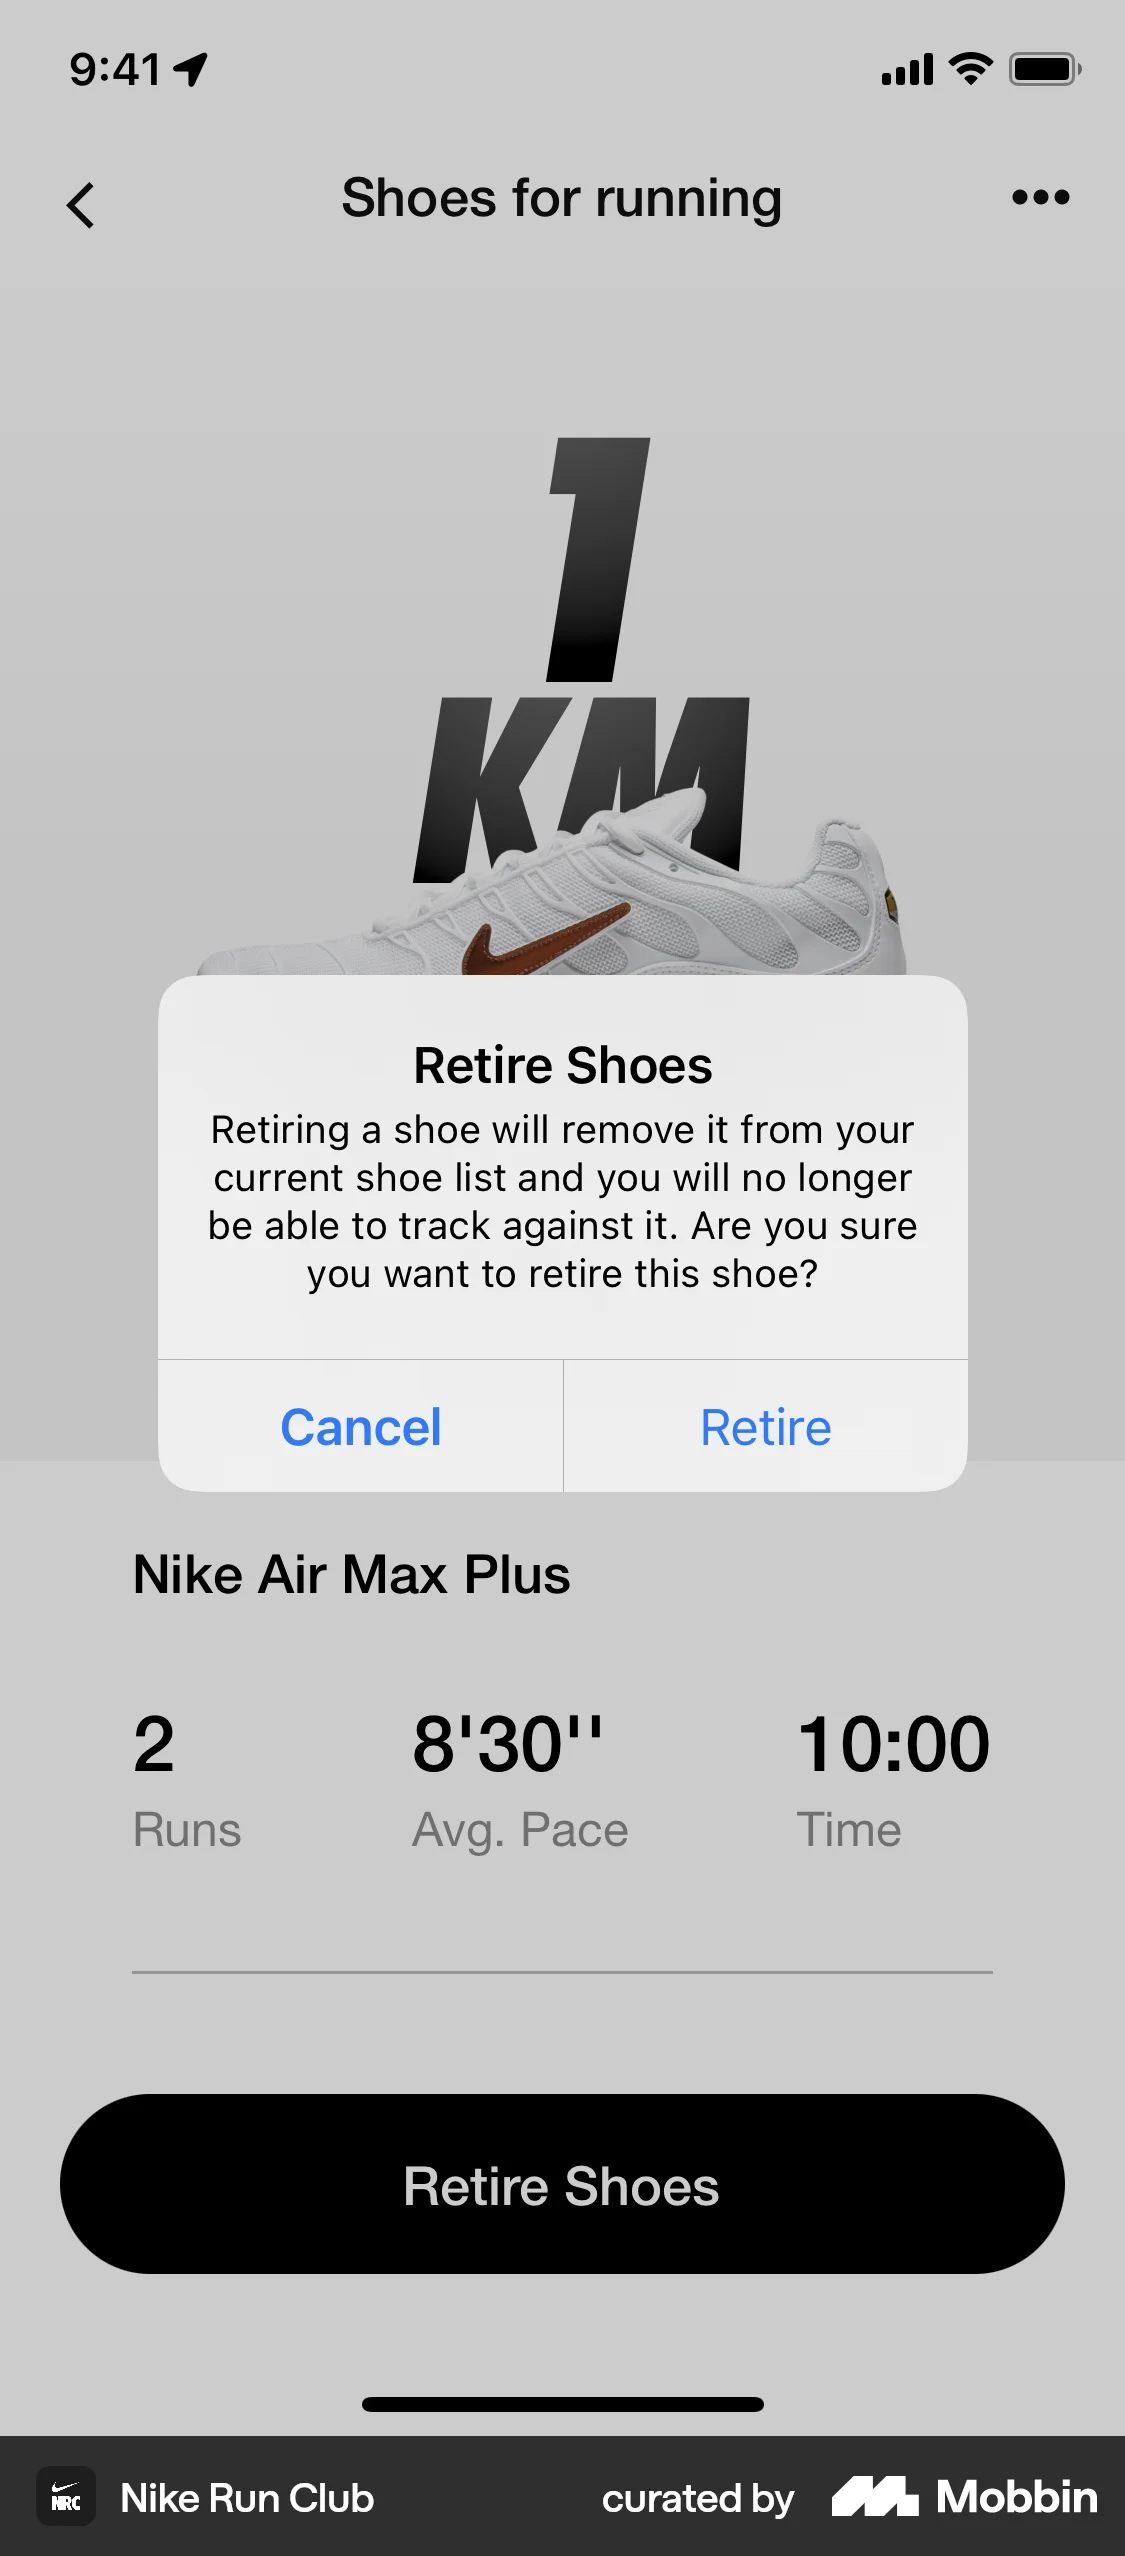 9:41
Shoes for running
1
KM
Retire Shoes
Retiring a shoe will remove it from your
current shoe list and you will no longer
be able to track against it. Are you sure
you want to retire this shoe?
Cancel
Retire
Nike Air Max Plus
2
8'30''
10:00
Runs
Avg. Pace
Time
Retire Shoes
NRC
Nike Run Club
curated by
Mobbin